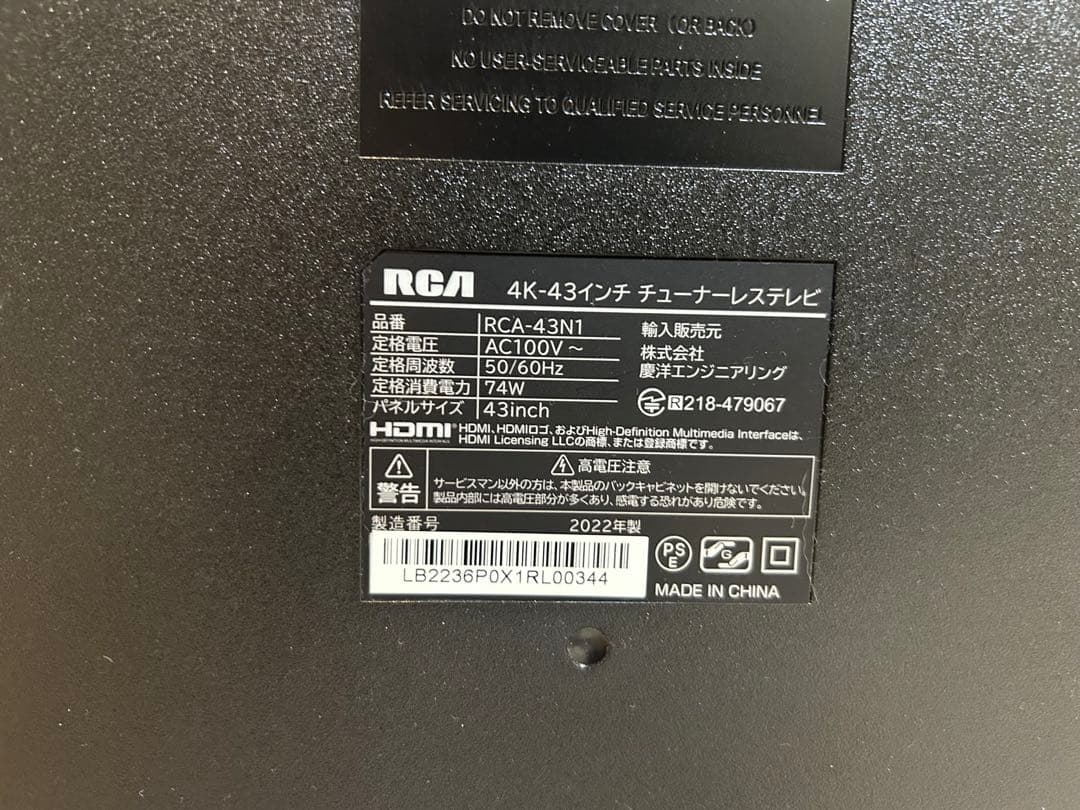 DO NOT REMOVE COVER (OR BACK)
NO USER-SERVICEABLE PARTS INSIDE
REFER SERVICING TO QUALIFIED SERVICE PERSONNEL
RCA 4K-43インチ チューナーレステレビ
品番 RCA-43N1
定格電圧 AC100V～
定格周波数 50/60Hz
定格消費電力 74W
パネルサイズ 43inch
輸入販売元
株式会社
慶洋エンジニアリング
R 218-479067
HDMI HDMI、HDMIロゴ、およびHigh-Definition Multimedia Interfaceは、
HIGH-DEFINITION MULTIMEDIA INTERFACE HDMI Licensing LLCの商標、または登録商標です。
警告
高電圧注意
サービスマン以外の方は、本製品のバックキャビネットを開けないでください。
製品内部には高電圧部分が多くあり、感電する恐れがあり危険です。
製造番号 2022年製
LB2236P0X1RL00344
PSE G
MADE IN CHINA